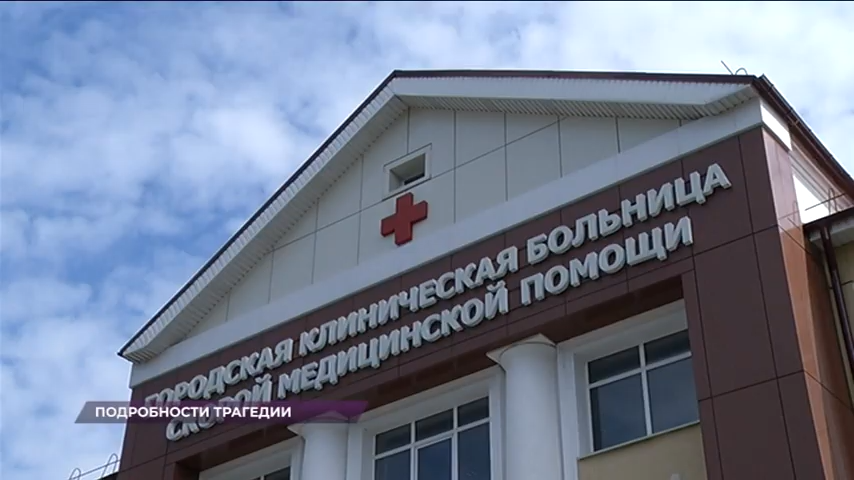 ГОРОДСКАЯ КЛИНИЧЕСКАЯ БОЛЬНИЦА
СКОРОЙ МЕДИЦИНСКОЙ ПОМОЩИ
ПОДРОБНОСТИ ТРАГЕДИИ